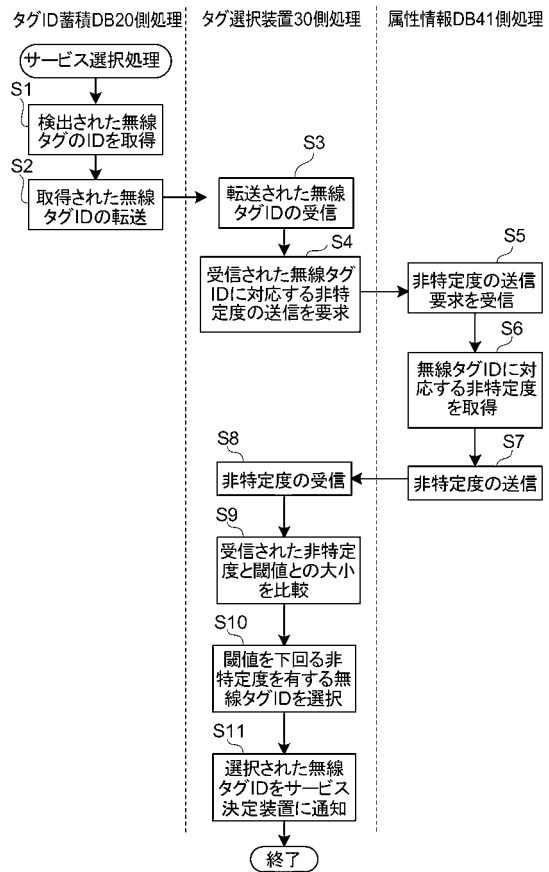 タグID蓄積DB20側処理
タグ選択装置30側処理
属性情報DB41側処理
サービス選択処理
S1
検出された無線
タグのIDを取得
S2
取得された無線
タグIDの転送
S3
転送された無線
タグIDの受信
S4
受信された無線タグ
IDに対応する非特
定度の送信を要求
S5
非特定度の送信
要求を受信
S6
無線タグIDに対
応する非特定度
を取得
S7
非特定度の送信
S8
非特定度の受信
S9
受信された非特定
度と閾値との大小
を比較
S10
閾値を下回る非
特定度を有する無
線タグIDを選択
S11
選択された無線
タグIDをサービス
決定装置に通知
終了